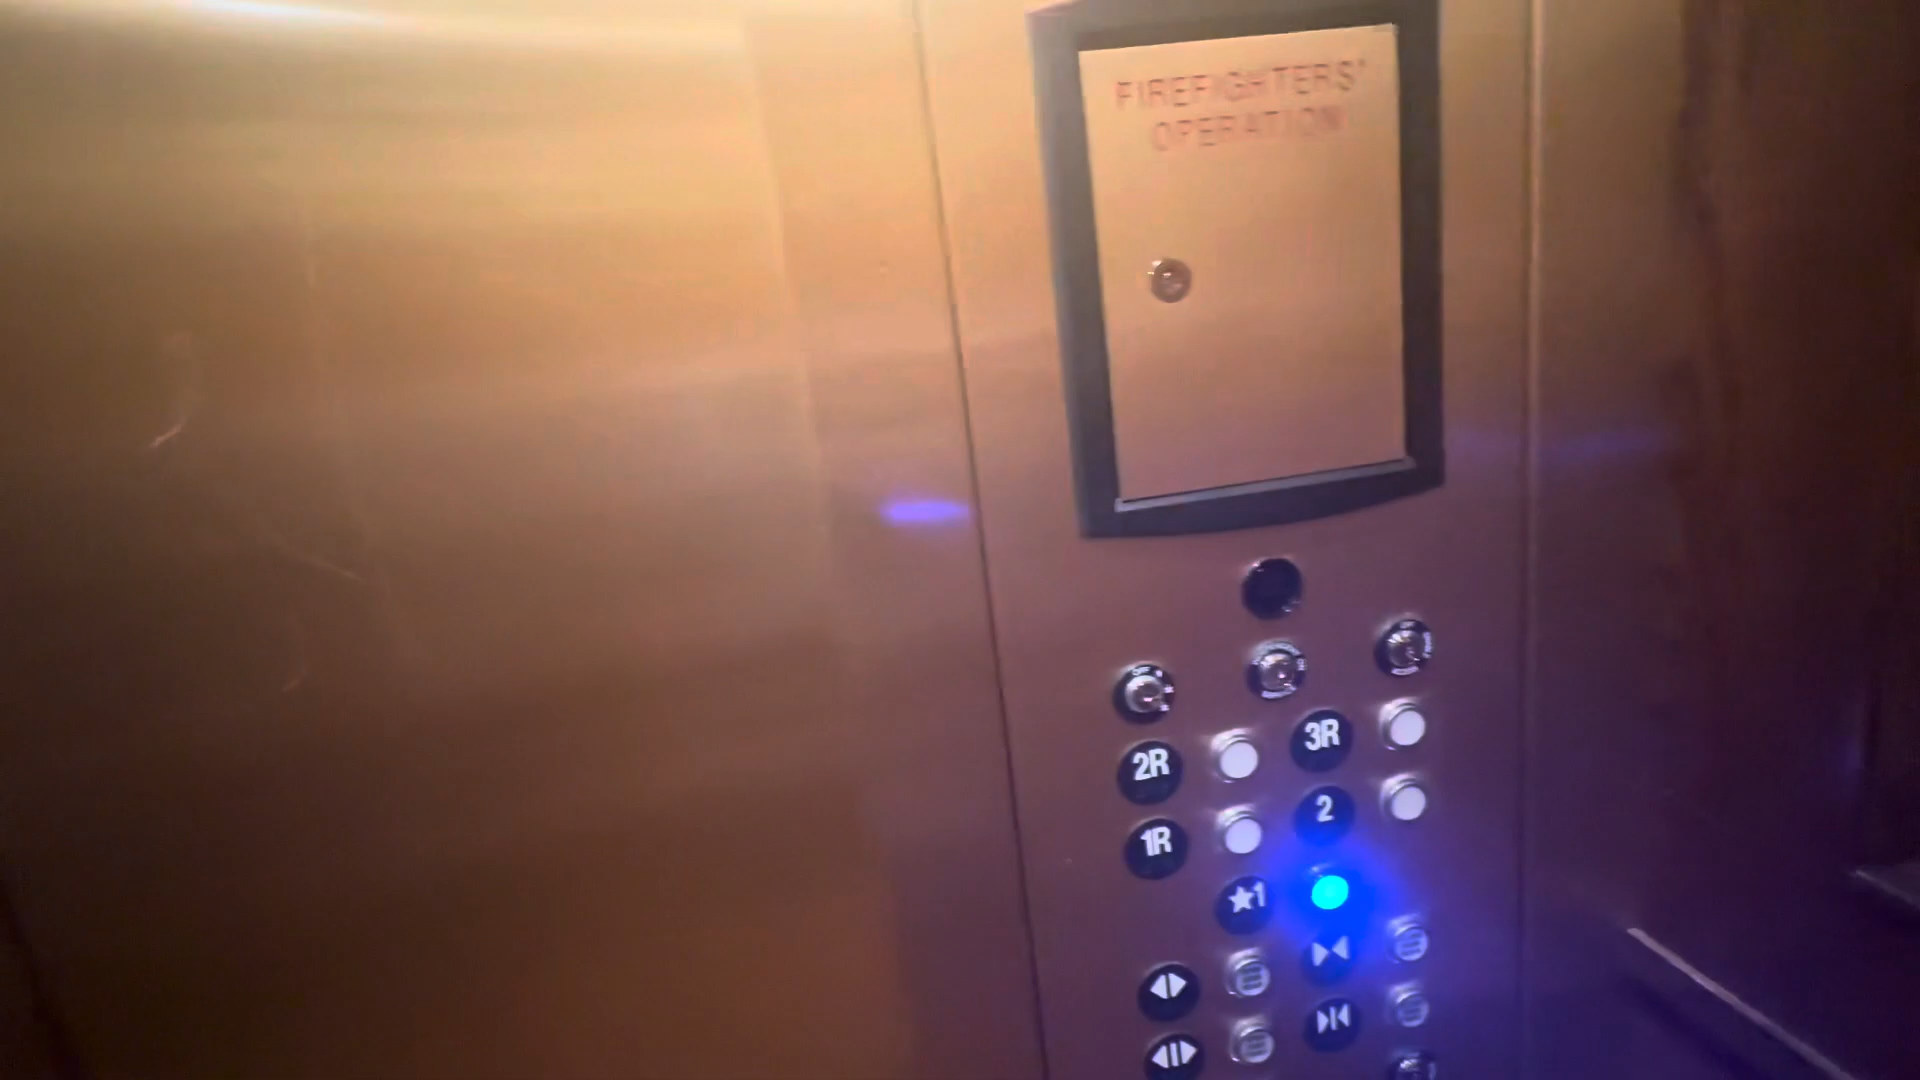 FIREFIGHTERS'
OPERATION
3R
2R
2
1R
★1